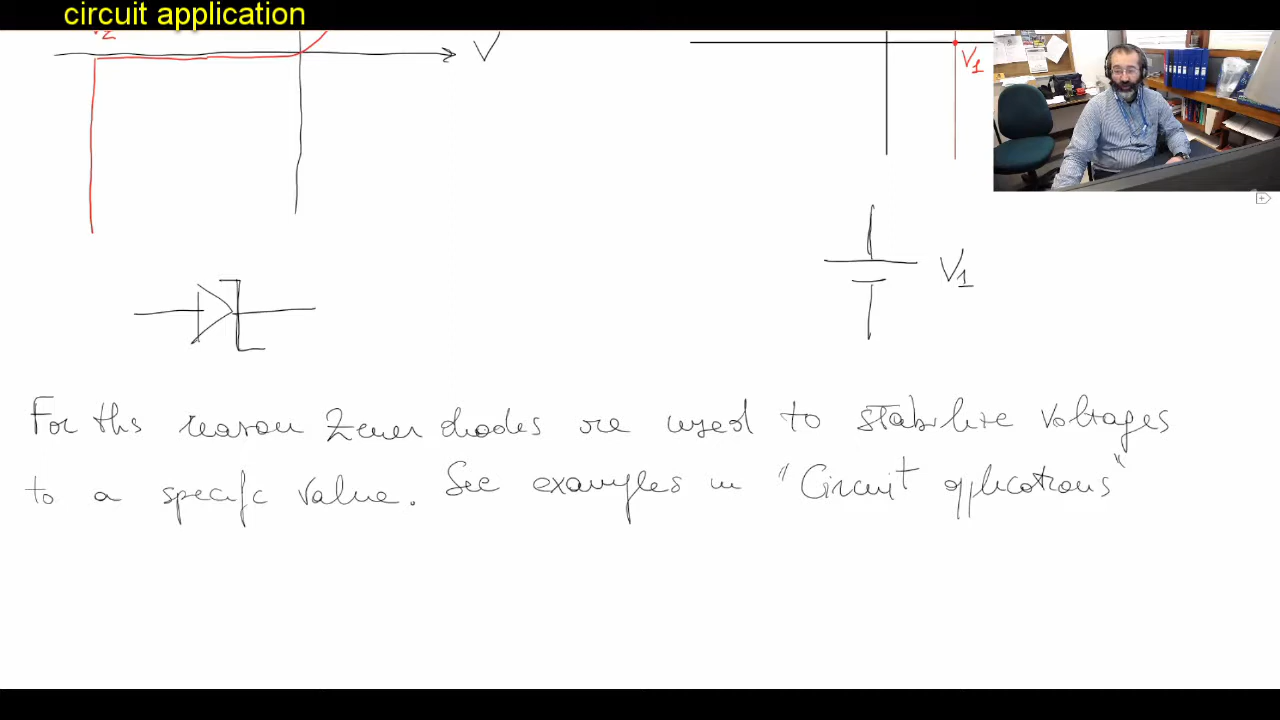 circuit application
V
V1
V1
For this reason Zener diodes are used to stabilize voltages
to a specific value. See examples in "Circuit applications"